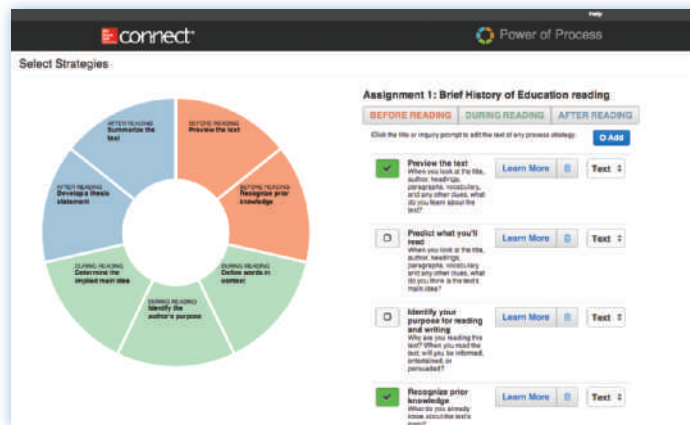 Help
connect
Power of Process
Select Strategies
AFTER READING
Summarize the
text
BEFORE READING
Preview the text
AFTER READING
Develop a thesis
statement
BEFORE READING
Recognize prior
knowledge
DURING READING
Determine the
implied main idea
DURING READING
Define words in
context
DURING READING
Identify the
author's purpose
Assignment 1: Brief History of Education reading
BEFORE READING DURING READING AFTER READING
Click the title or inquiry prompt to edit the text of any process strategy.
Add
Preview the text
When you look at the title,
author, headings,
paragraphs, vocabulary,
and any other clues, what
do you learn about the
text?
Learn More
Text
Predict what you'll
read
When you look at the title,
author, headings,
paragraphs, vocabulary
and any other clues, what
do you think is the text's
main idea?
Learn More
Text
Identify your
purpose for reading
and writing
Why are you reading this
text? When you read the
text, will you be informed,
entertained, or
persuaded?
Learn More
Text
Recognize prior
knowledge
What do you already
know about the text's
topic?
Learn More
Text